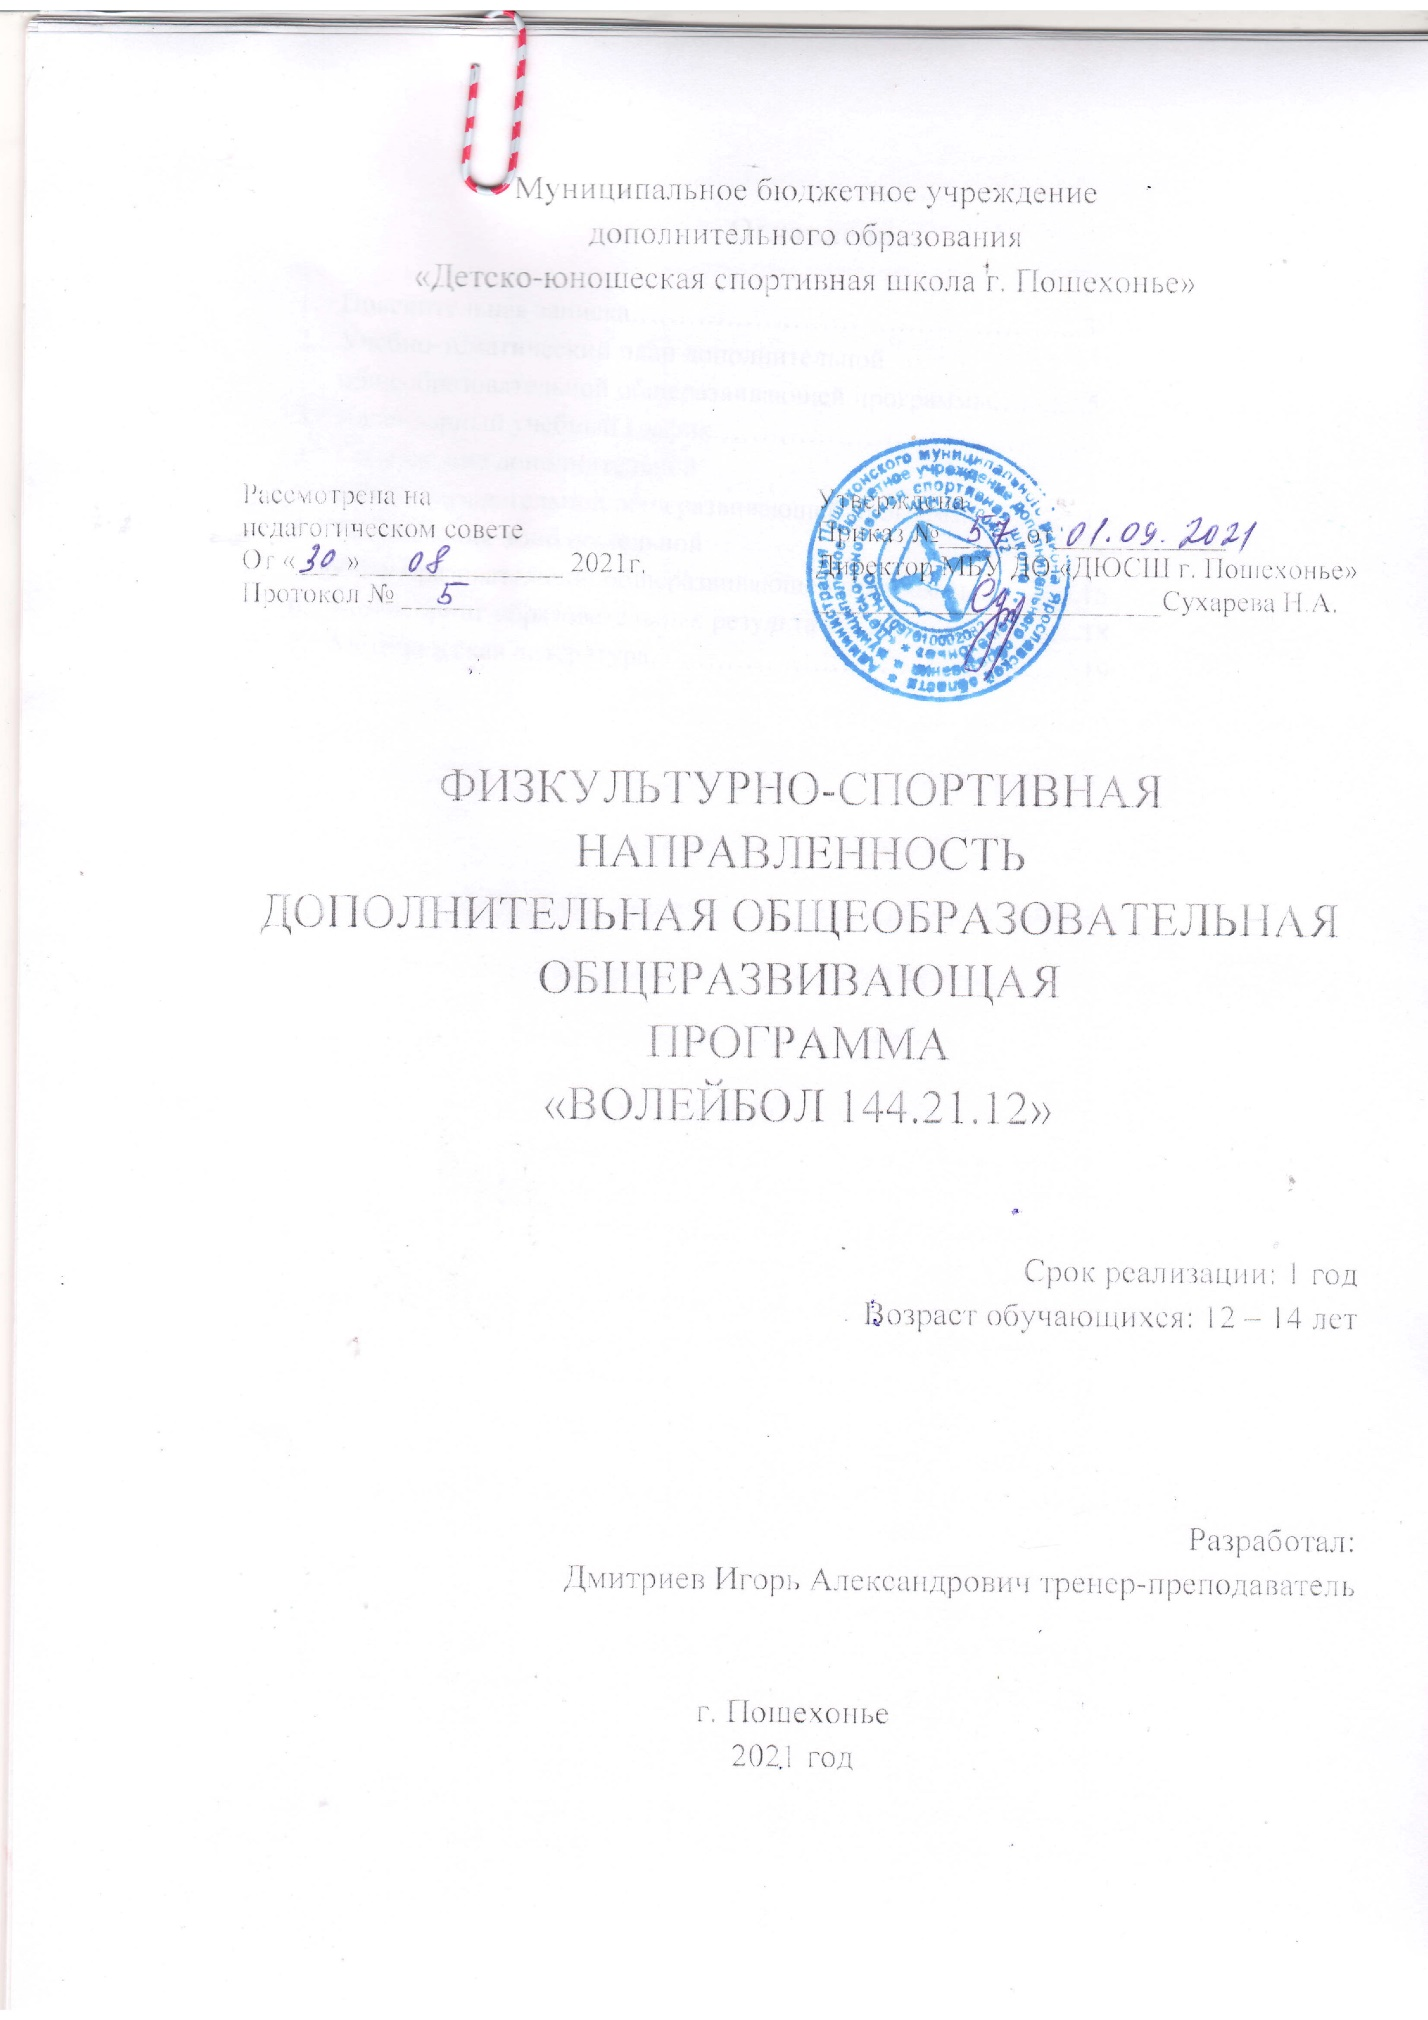 Муниципальное бюджетное учреждение
дополнительного образования
«Детско-юношеская спортивная школа г. Пошехонье»
Рассмотрена на
педагогическом совете
От «30» 08 2021г.
Протокол № 5
Утверждена
Приказ № 57 от 01.09.2021
Директор МБУ ДО «ДЮСШ г. Пошехонье»
Сухарева Н.А.
ФИЗКУЛЬТУРНО-СПОРТИВНАЯ
НАПРАВЛЕННОСТЬ
ДОПОЛНИТЕЛЬНАЯ ОБЩЕОБРАЗОВАТЕЛЬНАЯ
ОБЩЕРАЗВИВАЮЩАЯ
ПРОГРАММА
«ВОЛЕЙБОЛ 144.21.12»
Срок реализации: 1 год
Возраст обучающихся: 12 – 14 лет
Разработал:
Дмитриев Игорь Александрович тренер-преподаватель
г. Пошехонье
2021 год